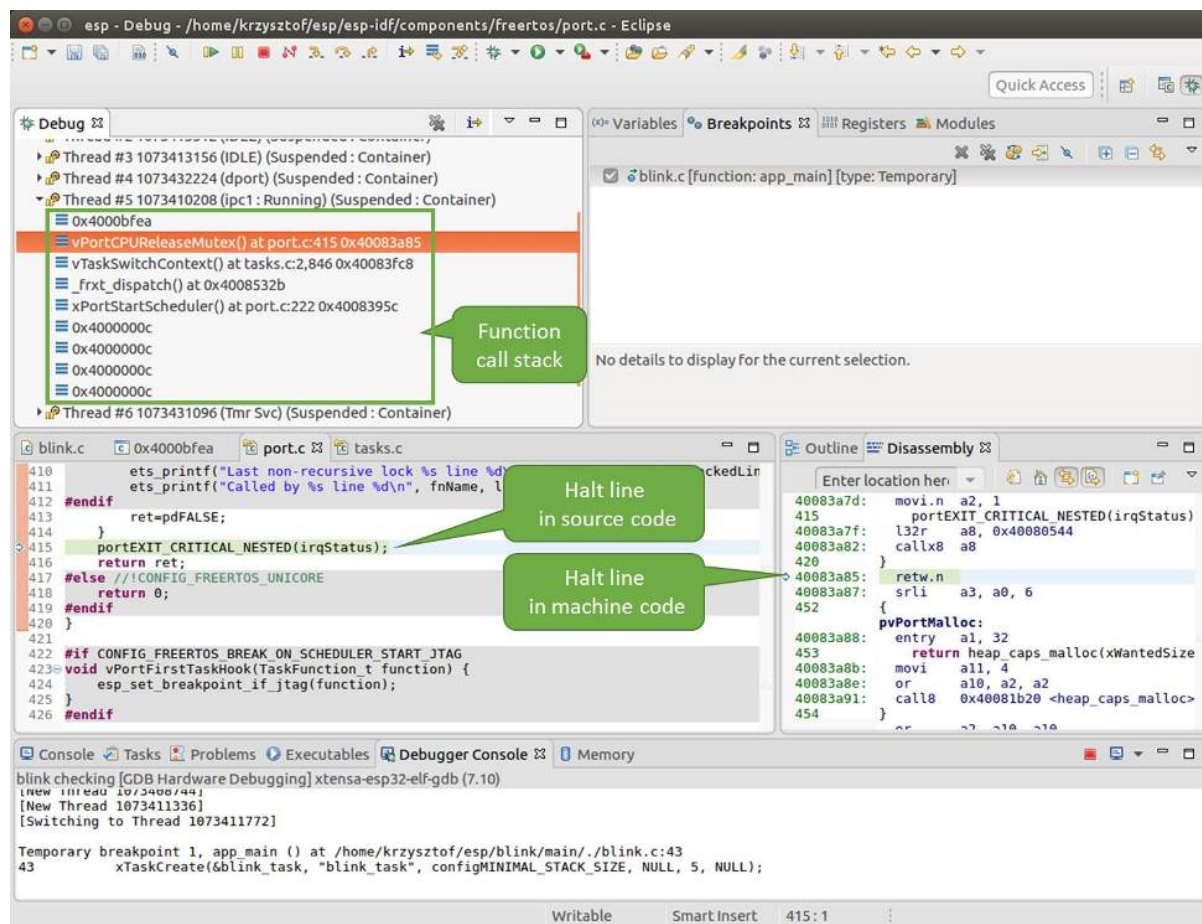 esp - Debug - /home/krzysztof/esp/esp-idf/components/freertos/port.c - Eclipse
Quick Access
Debug
Thread #3 1073413156 (IDLE) (Suspended : Container)
Thread #4 1073432224 (dport) (Suspended : Container)
Thread #5 1073410208 (ipc1 : Running) (Suspended : Container)
0x4000bfea
vPortCPUReleaseMutex() at port.c:415 0x40083a85
vTaskSwitchContext() at tasks.c:2,846 0x40083fc8
_frxt_dispatch() at 0x4008532b
xPortStartScheduler() at port.c:222 0x4008395c
0x4000000c
0x4000000c
0x4000000c
0x4000000c
Thread #6 1073431096 (Tmr Svc) (Suspended : Container)
Function
call stack
(x)= Variables Breakpoints Registers Modules
blink.c [function: app_main] [type: Temporary]
No details to display for the current selection.
blink.c 0x4000bfea port.c tasks.c
410 ets_printf("Last non-recursive lock %s line %d\ ckedLin
411 ets_printf("Called by %s line %d\n", fnName, l
412 #endif
413 ret=pdFALSE;
414 }
415 portEXIT_CRITICAL_NESTED(irqStatus);
416 return ret;
417 #else //!CONFIG_FREERTOS_UNICORE
418 return 0;
419 #endif
420 }
421
422 #if CONFIG_FREERTOS_BREAK_ON_SCHEDULER_START_JTAG
423 void vPortFirstTaskHook(TaskFunction_t function) {
424 esp_set_breakpoint_if_jtag(function);
425 }
426 #endif
Halt line
in source code
Halt line
in machine code
Outline Disassembly
Enter location her
40083a7d: movi.n a2, 1
415 portEXIT_CRITICAL_NESTED(irqStatus)
40083a7f: l32r a8, 0x40080544
40083a82: callx8 a8
420 }
40083a85: retw.n
40083a87: srli a3, a0, 6
452 {
pvPortMalloc:
40083a88: entry a1, 32
453 return heap_caps_malloc(xWantedSize
40083a8b: movi a11, 4
40083a8e: or a10, a2, a2
40083a91: call8 0x40081b20 <heap_caps_malloc>
454 }
Console Tasks Problems Executables Debugger Console Memory
blink checking [GDB Hardware Debugging] xtensa-esp32-elf-gdb (7.10)
[New Thread 1073408744]
[New Thread 1073411336]
[Switching to Thread 1073411772]
Temporary breakpoint 1, app_main () at /home/krzysztof/esp/blink/main/./blink.c:43
43 xTaskCreate(&blink_task, "blink_task", configMINIMAL_STACK_SIZE, NULL, 5, NULL);
Writable Smart Insert 415 : 1